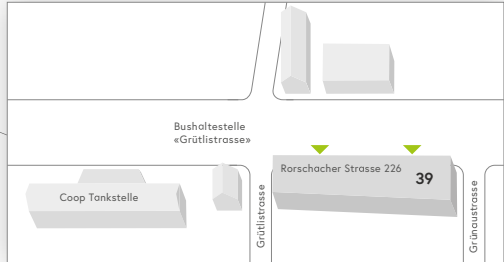 Bushaltestelle
«Grütlistrasse»
Rorschacher Strasse 226
39
Coop Tankstelle
Grütlistrasse
Grünaustrasse